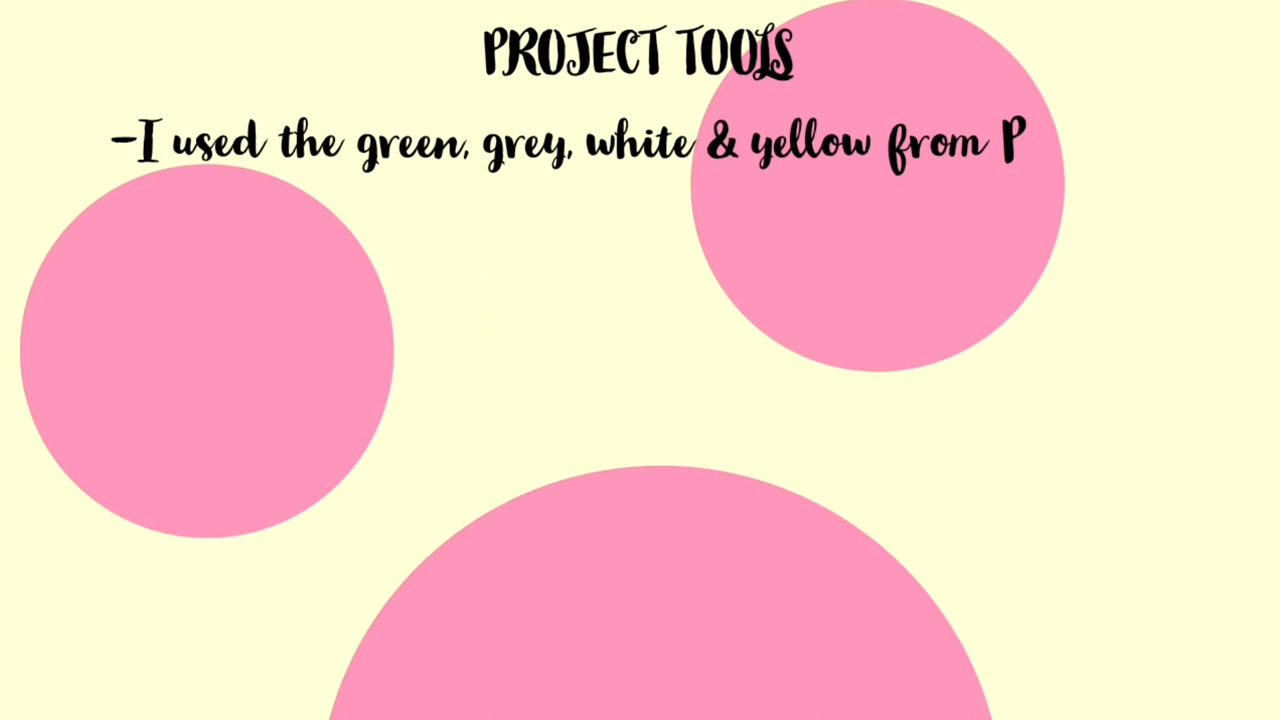 PROJECT TOOLS
-I used the green, grey, white & yellow from P